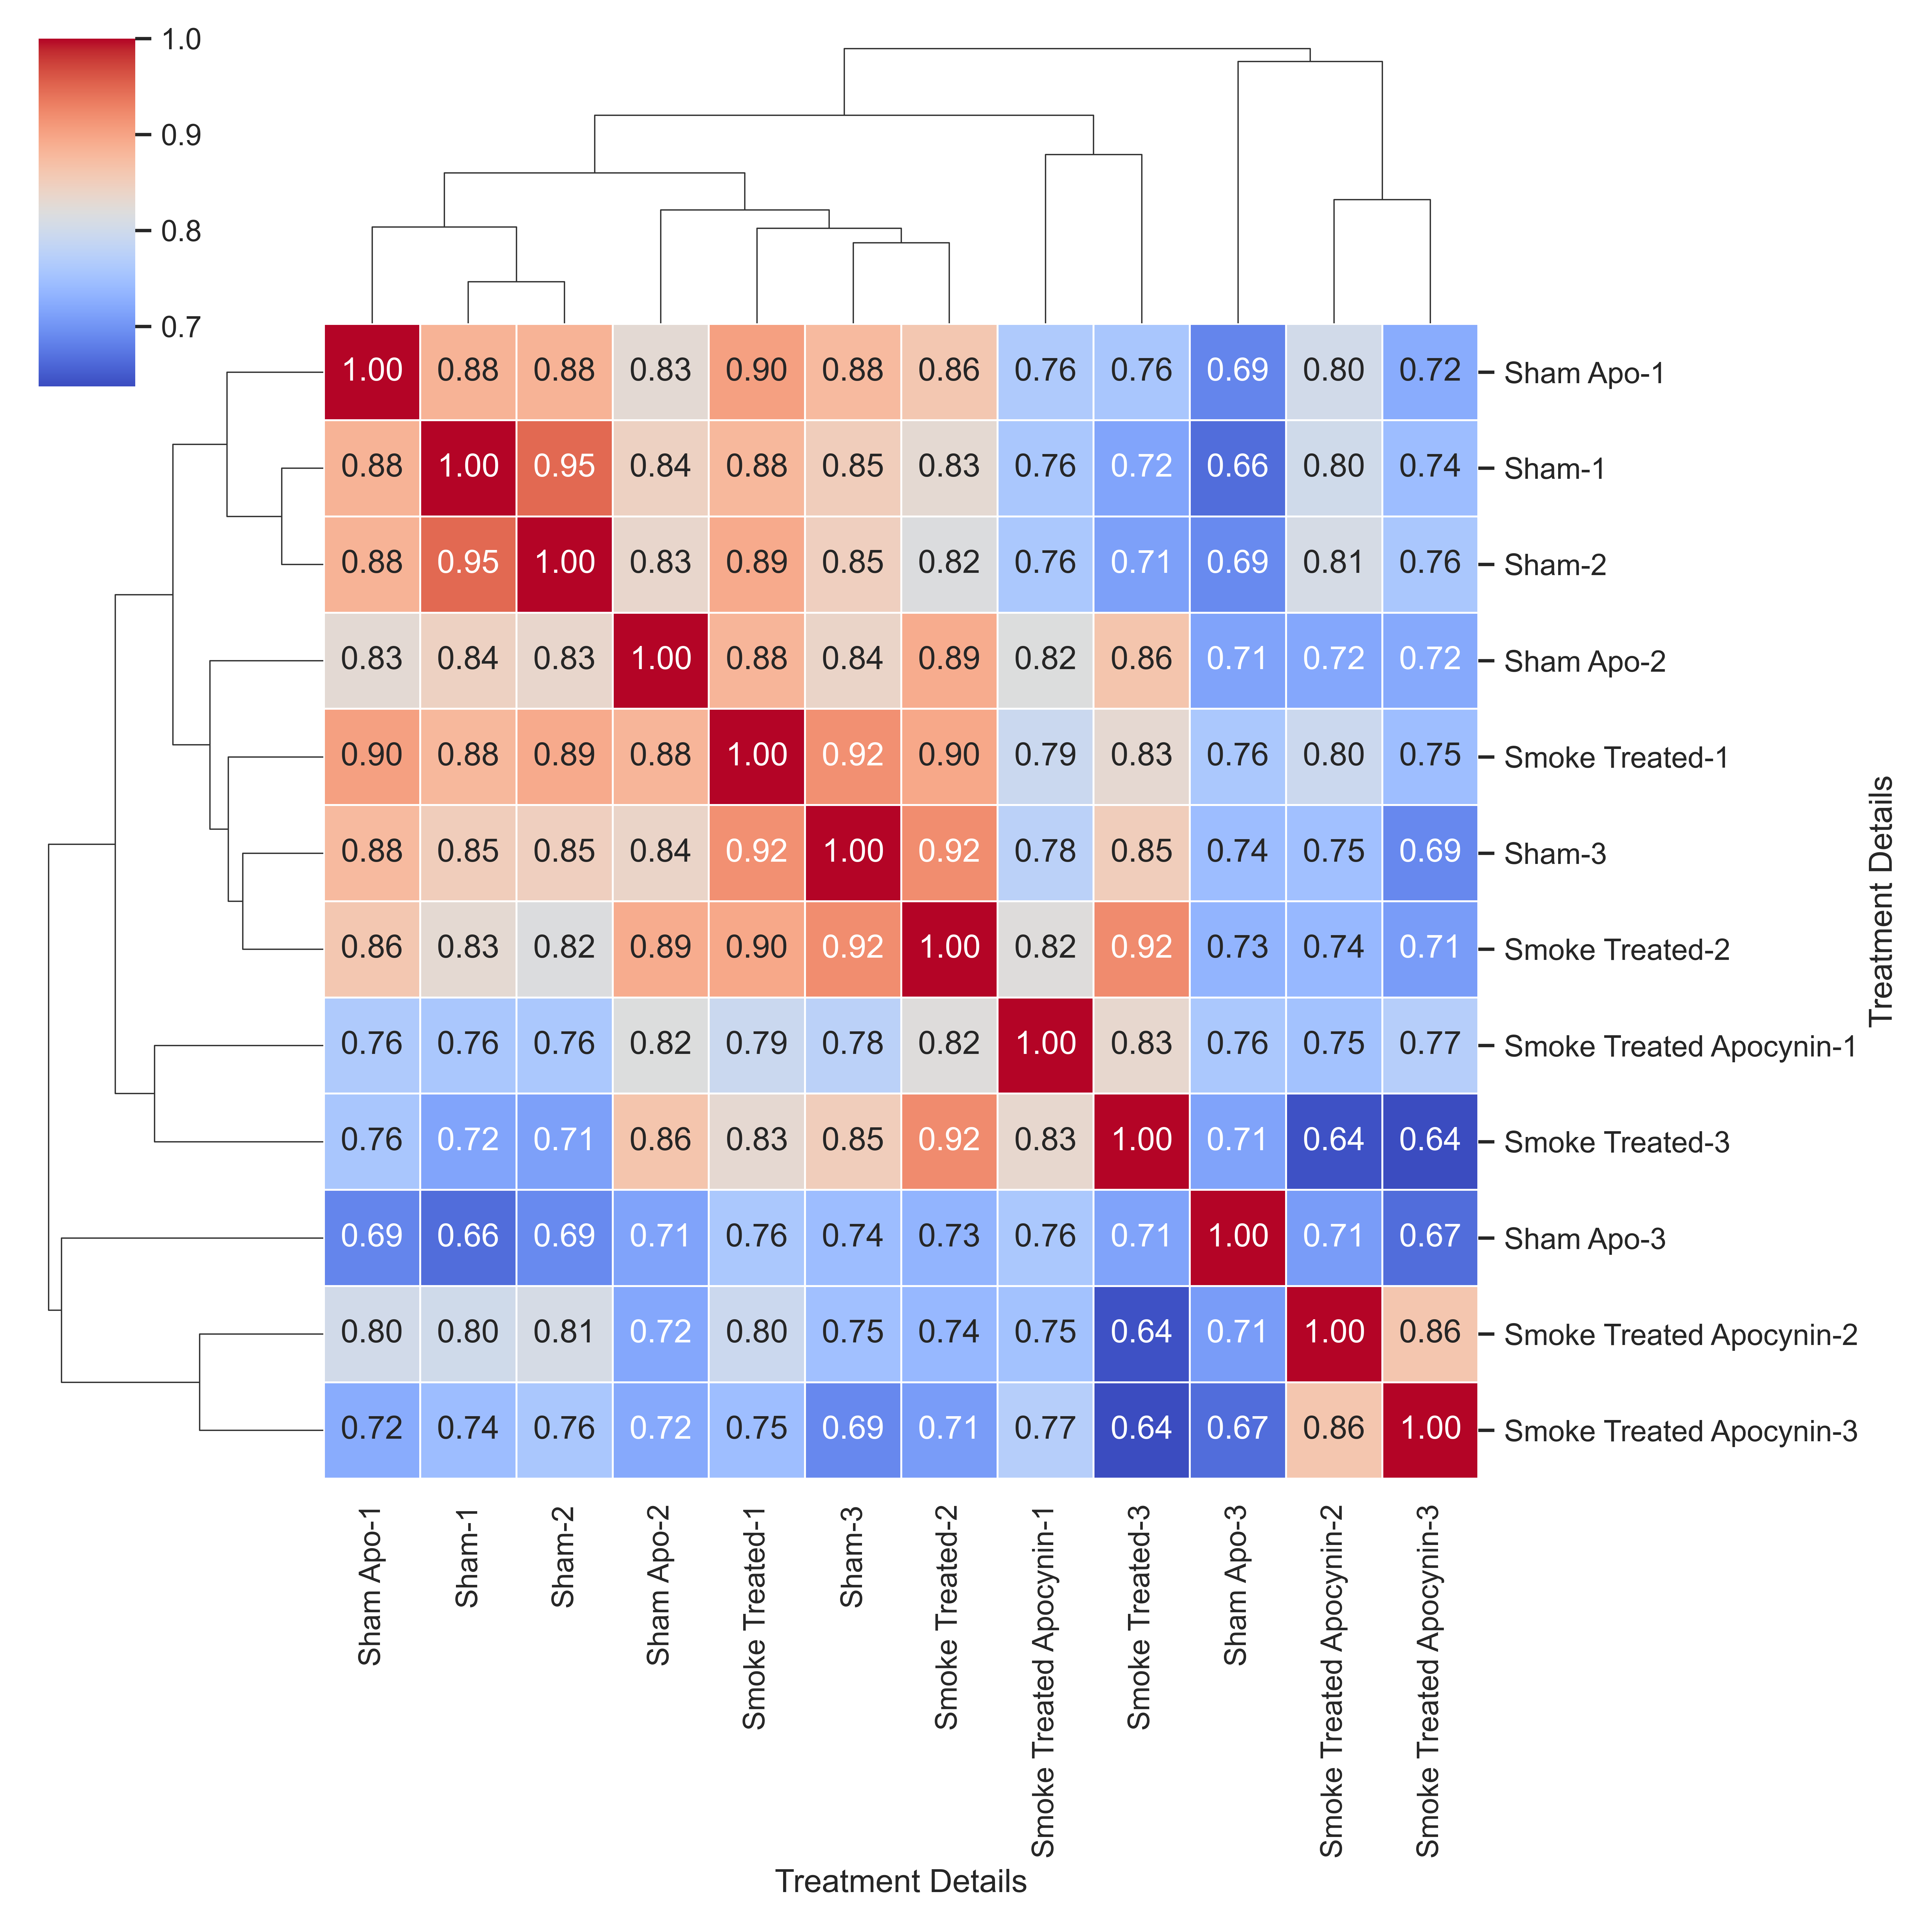 1.0
0.9
0.8
0.7
1.00 0.88 0.88 0.83 0.90 0.88 0.86 0.76 0.76 0.69 0.80 0.72 Sham Apo-1
0.88 1.00 0.95 0.84 0.88 0.85 0.83 0.76 0.72 0.66 0.80 0.74 Sham-1
0.88 0.95 1.00 0.83 0.89 0.85 0.82 0.76 0.71 0.69 0.81 0.76 Sham-2
0.83 0.84 0.83 1.00 0.88 0.84 0.89 0.82 0.86 0.71 0.72 0.72 Sham Apo-2
0.90 0.88 0.89 0.88 1.00 0.92 0.90 0.79 0.83 0.76 0.80 0.75 Smoke Treated-1
0.88 0.85 0.85 0.84 0.92 1.00 0.92 0.78 0.85 0.74 0.75 0.69 Sham-3
0.86 0.83 0.82 0.89 0.90 0.92 1.00 0.82 0.92 0.73 0.74 0.71 Smoke Treated-2
0.76 0.76 0.76 0.82 0.79 0.78 0.82 1.00 0.83 0.76 0.75 0.77 Smoke Treated Apocynin-1
0.76 0.72 0.71 0.86 0.83 0.85 0.92 0.83 1.00 0.71 0.64 0.64 Smoke Treated-3
0.69 0.66 0.69 0.71 0.76 0.74 0.73 0.76 0.71 1.00 0.71 0.67 Sham Apo-3
0.80 0.80 0.81 0.72 0.80 0.75 0.74 0.75 0.64 0.71 1.00 0.86 Smoke Treated Apocynin-2
0.72 0.74 0.76 0.72 0.75 0.69 0.71 0.77 0.64 0.67 0.86 1.00 Smoke Treated Apocynin-3
Treatment Details
Sham Apo-1
Sham-1
Sham-2
Sham Apo-2
Smoke Treated-1
Sham-3
Smoke Treated-2
Smoke Treated Apocynin-1
Smoke Treated-3
Sham Apo-3
Smoke Treated Apocynin-2
Smoke Treated Apocynin-3
Treatment Details